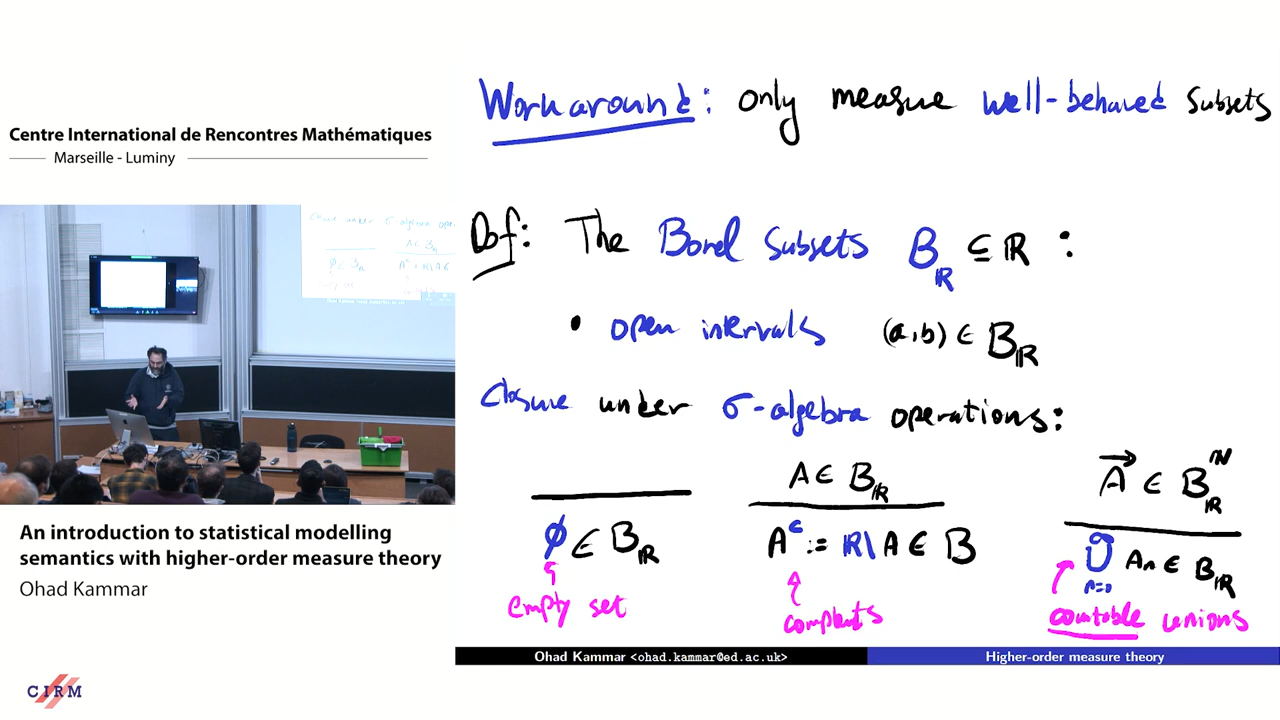 Centre International de Rencontres Mathématiques
Marseille - Luminy
An introduction to statistical modelling
semantics with higher-order measure theory
Ohad Kammar
CIRM
Workaround: only measure well-behaved subsets
Def: The Borel subsets B_ℝ ⊆ ℝ :
• open intervals (a,b) ∈ B_ℝ
Closure under σ-algebra operations:
A ∈ B_ℝ
A⃗ ∈ B_ℝ^ℕ
∅ ∈ B_ℝ
A^c := ℝ\A ∈ B
⋃_{n=0}^∞ A_n ∈ B_ℝ
empty set
complents
countable unions
Ohad Kammar <ohad.kammar@ed.ac.uk>
Higher-order measure theory